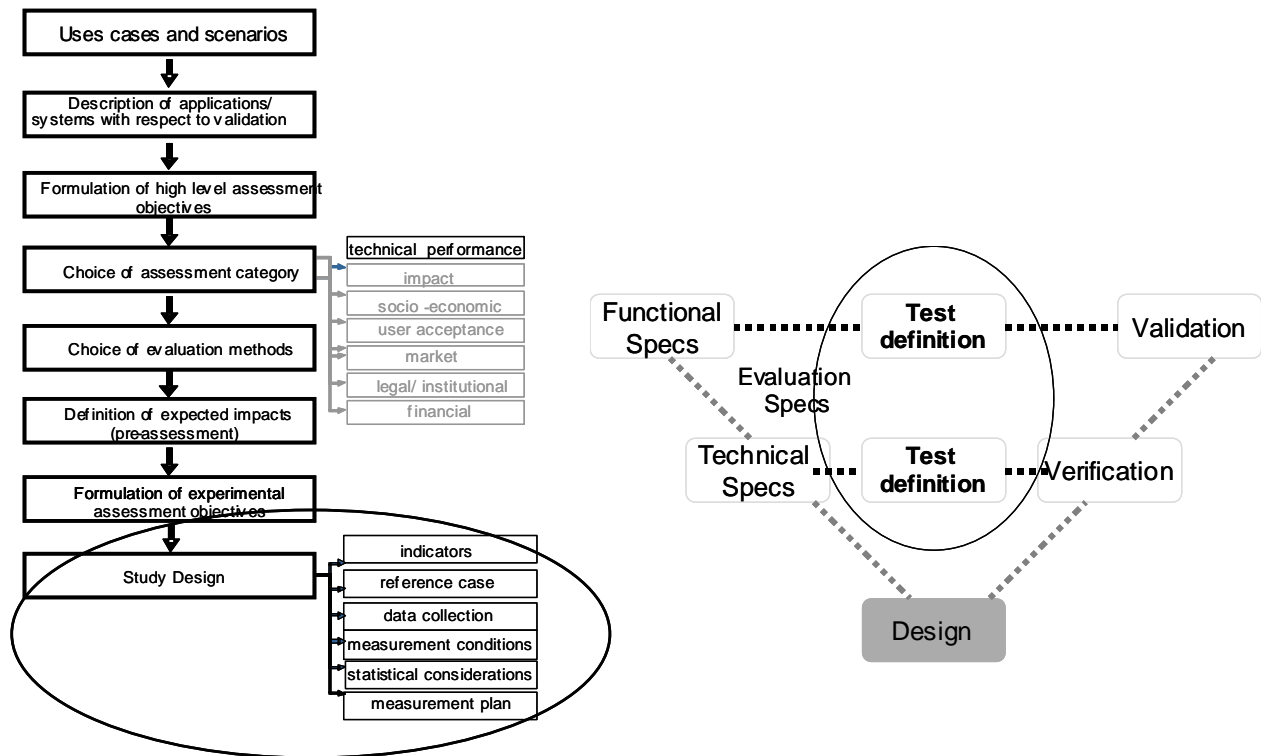 Uses cases and scenarios
Description of applications/
systems with respect to validation
Formulation of high level assessment
objectives
Choice of assessment category
technical performance
impact
socio -economic
user acceptance
market
legal/ institutional
financial
Choice of evaluation methods
Definition of expected impacts
(pre-assessment)
Formulation of experimental
assessment objectives
Study Design
indicators
reference case
data collection
measurement conditions
statistical considerations
measurement plan
Functional
Specs
Test
definition
Validation
Evaluation
Specs
Technical
Specs
Test
definition
Verification
Design